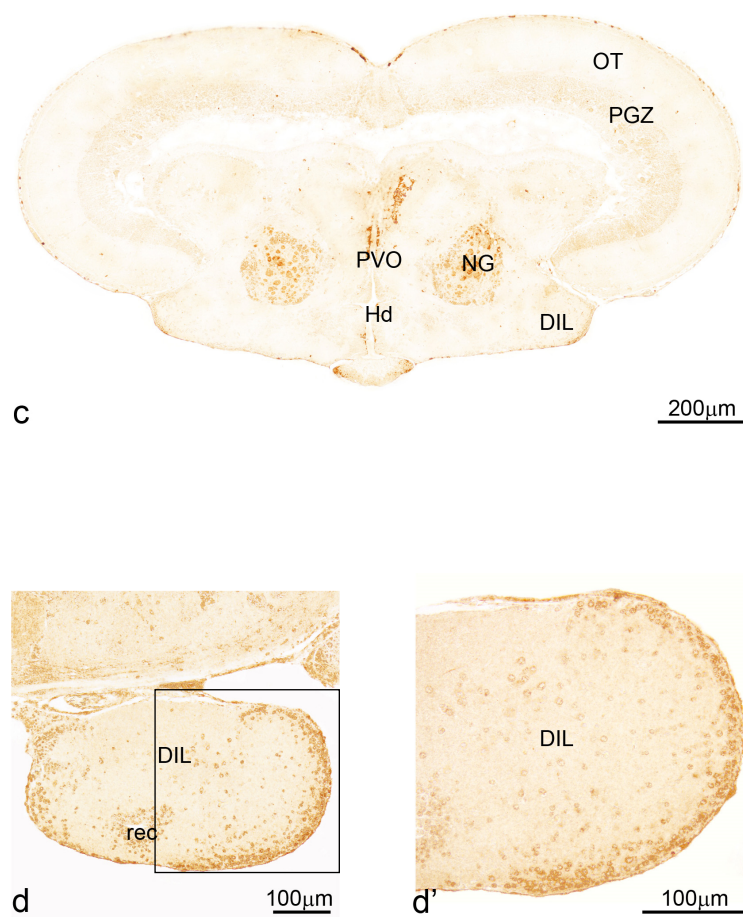 OT
PGZ
PVO
NG
Hd
DIL
c
200μm
DIL
rec
d
100μm
DIL
d’
100μm